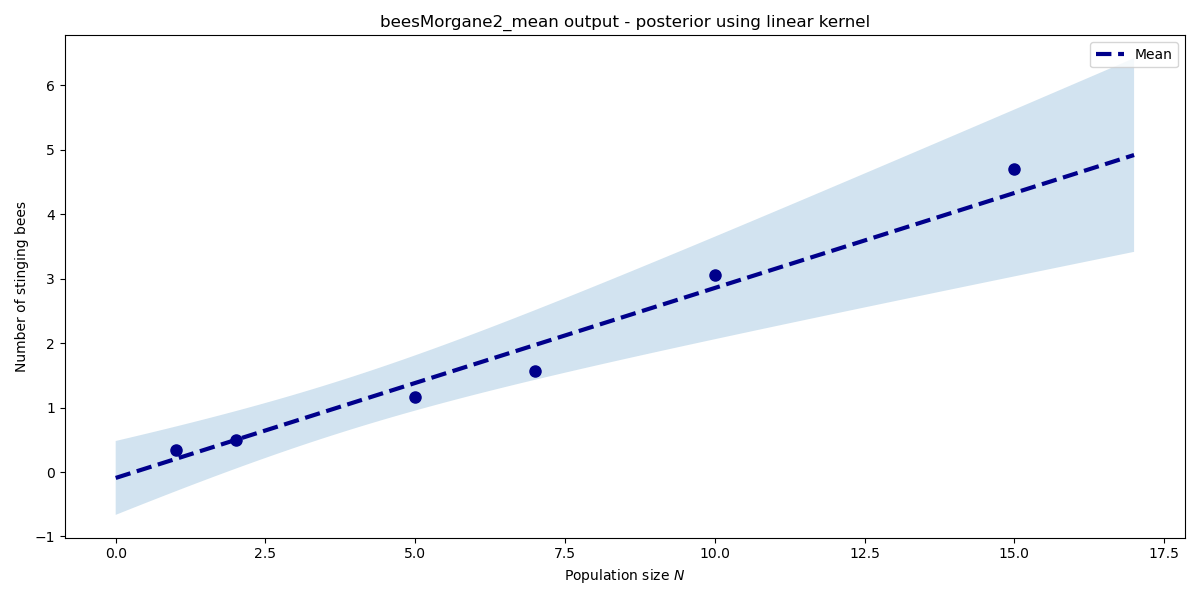 beesMorgane2_mean output - posterior using linear kernel
Mean
Number of stinging bees
6
5
4
3
2
1
0
−1
0.0 2.5 5.0 7.5 10.0 12.5 15.0 17.5
Population size N